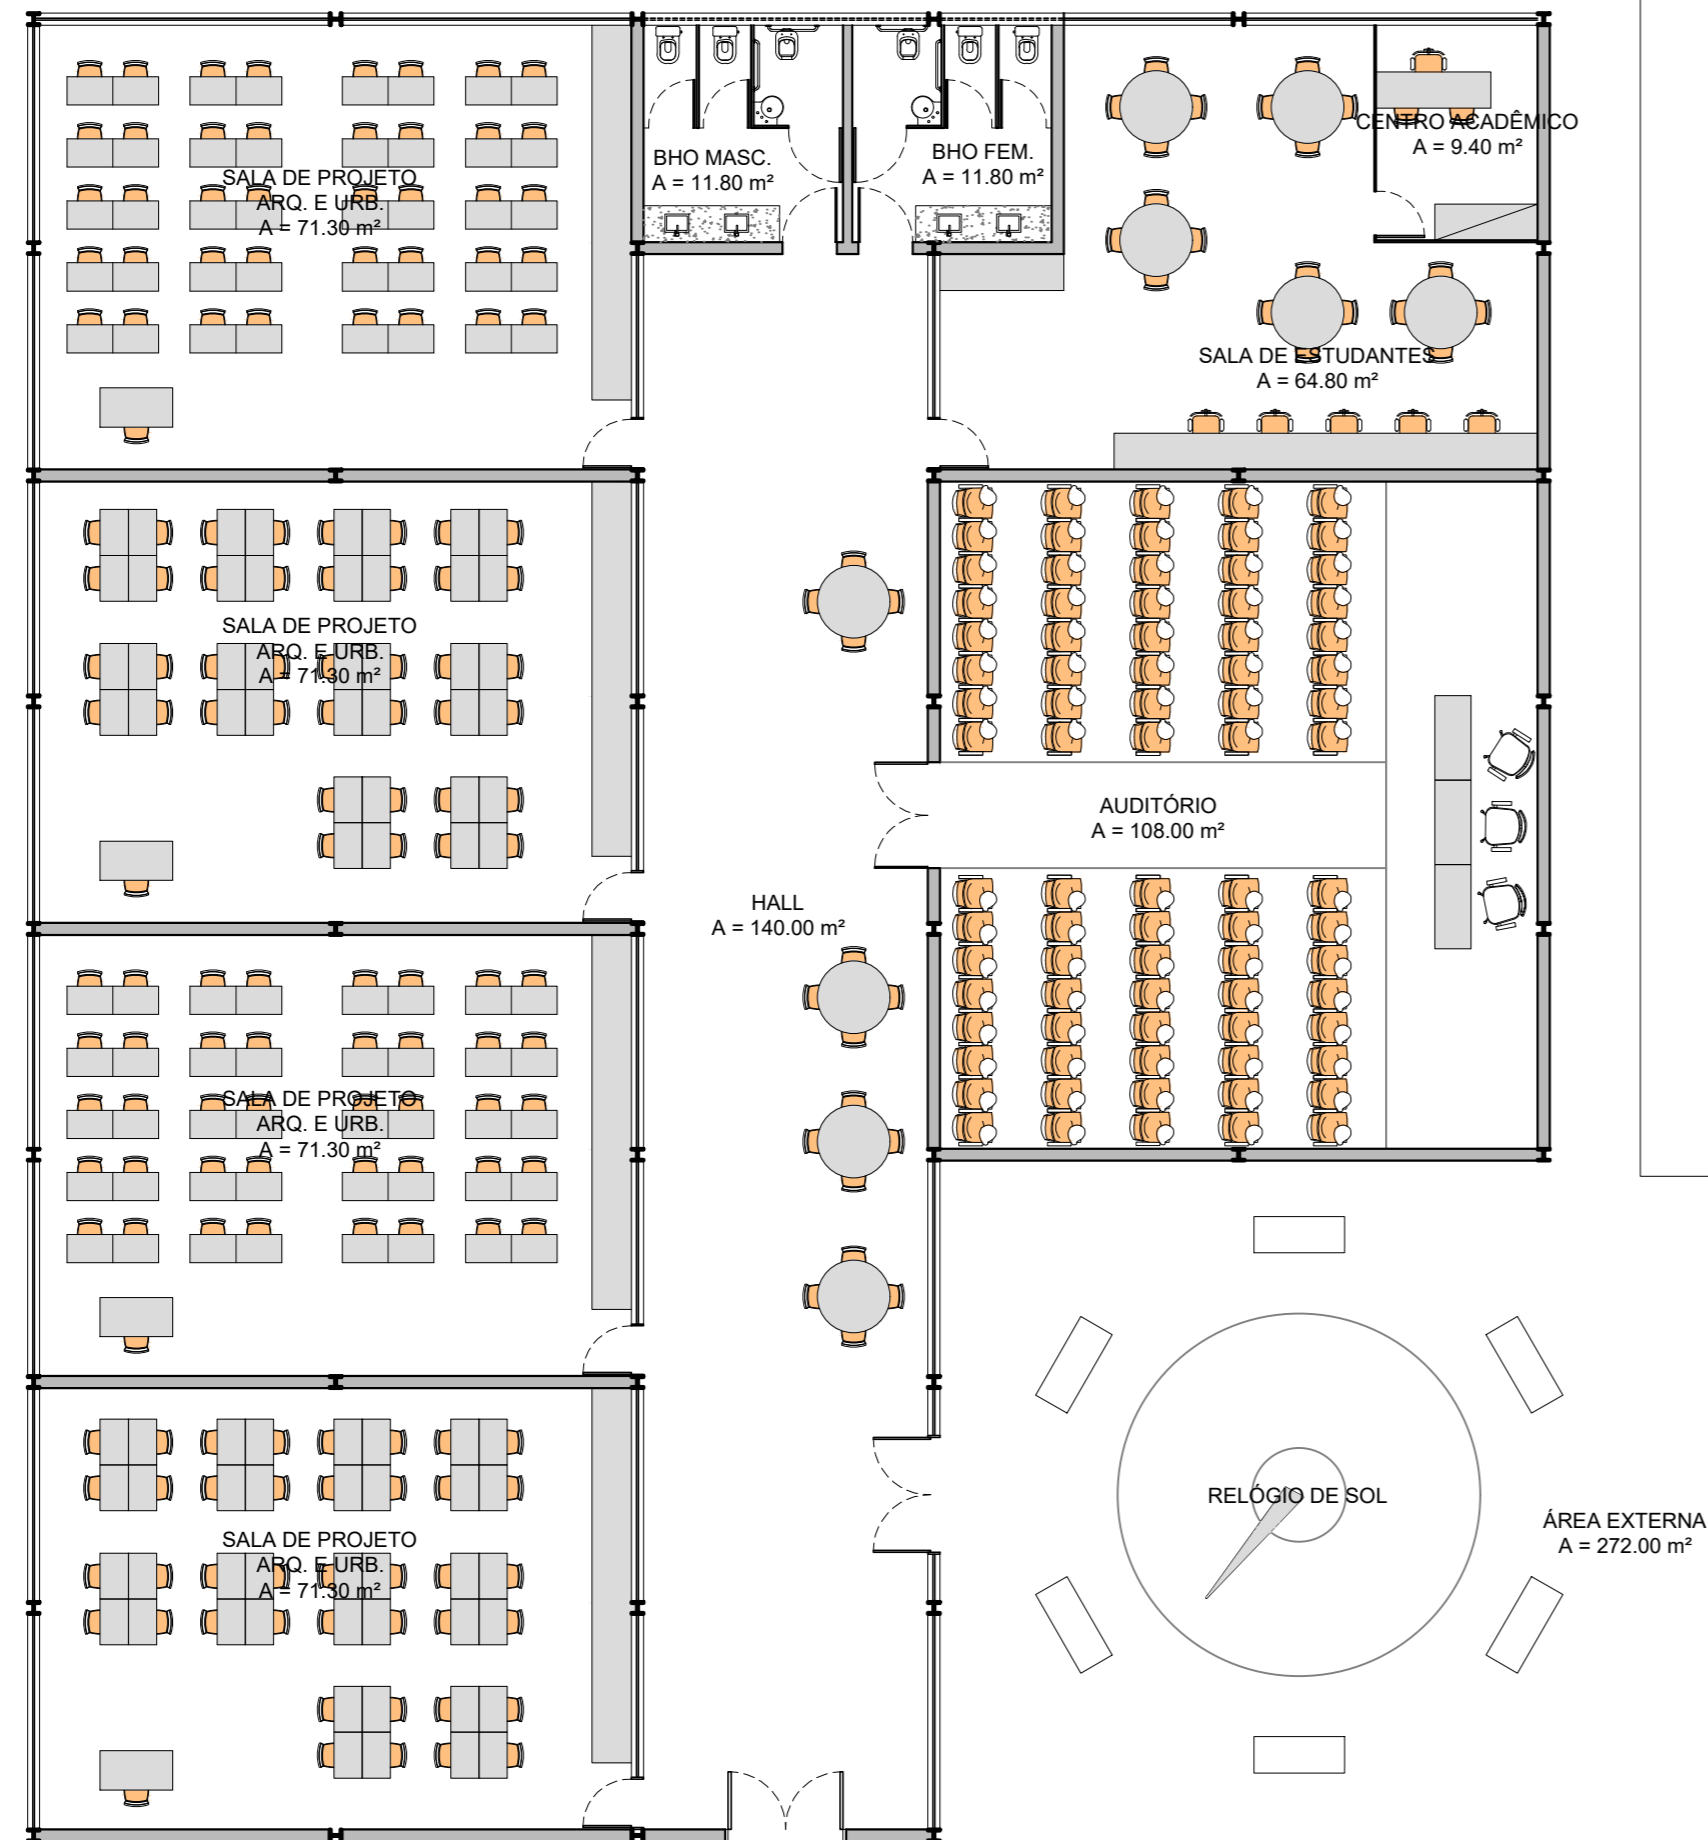 BHO MASC.
A = 11.80 m²
BHO FEM.
A = 11.80 m²
CENTRO ACADÊMICO
A = 9.40 m²
SALA DE PROJETO
ARQ. E URB.
A = 71.30 m²
SALA DE ESTUDANTES
A = 64.80 m²
SALA DE PROJETO
ARQ. E URB.
A = 71.30 m²
AUDITÓRIO
A = 108.00 m²
HALL
A = 140.00 m²
SALA DE PROJETO
ARQ. E URB.
A = 71.30 m²
RELÓGIO DE SOL
ÁREA EXTERNA
A = 272.00 m²
SALA DE PROJETO
ARQ. E URB.
A = 71.30 m²